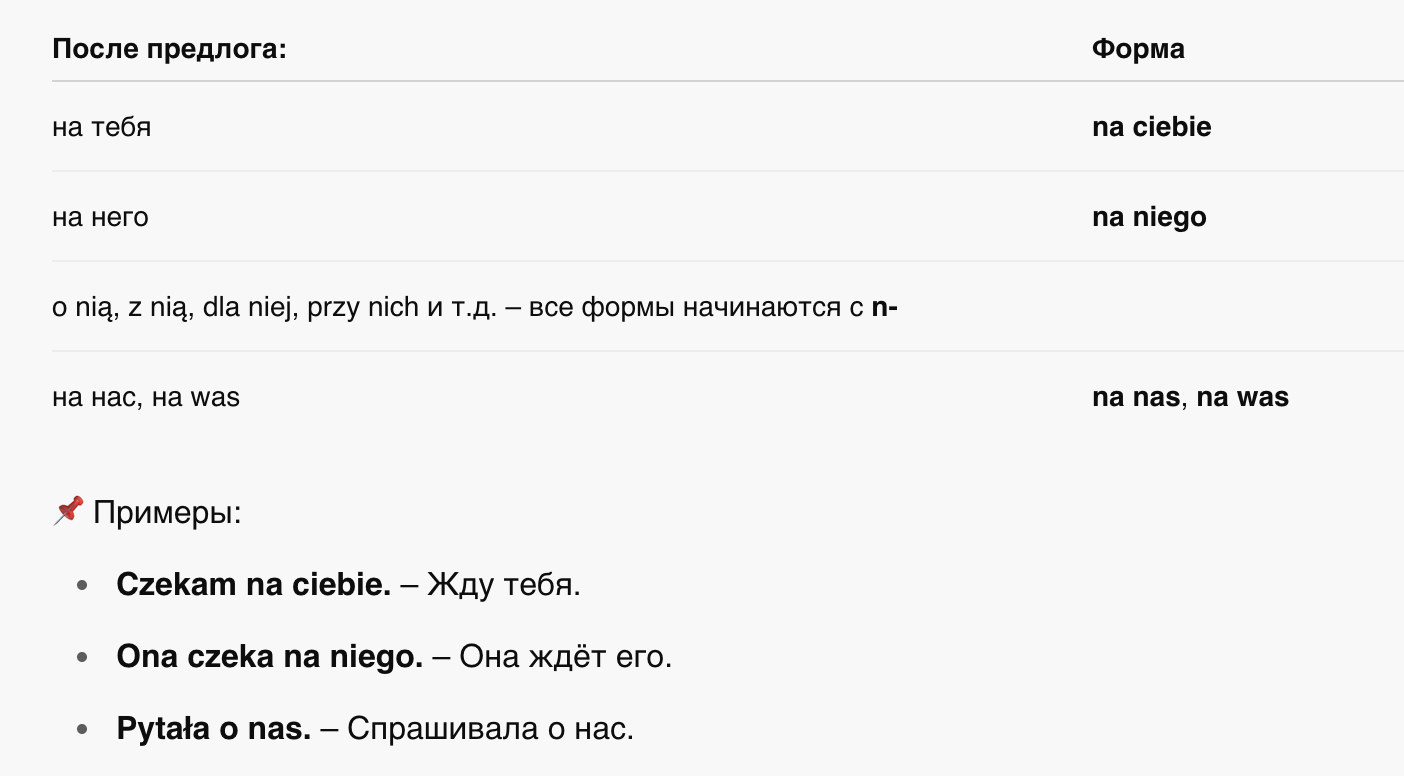 После предлога: Форма
на тебя na ciebie
на него na niego
o nią, z nią, dla niej, przy nich и т.д. – все формы начинаются с n-
на нас, на was na nas, na was
📌 Примеры:
• Czekam na ciebie. – Жду тебя.
• Ona czeka na niego. – Она ждёт его.
• Pytała o nas. – Спрашивала о нас.